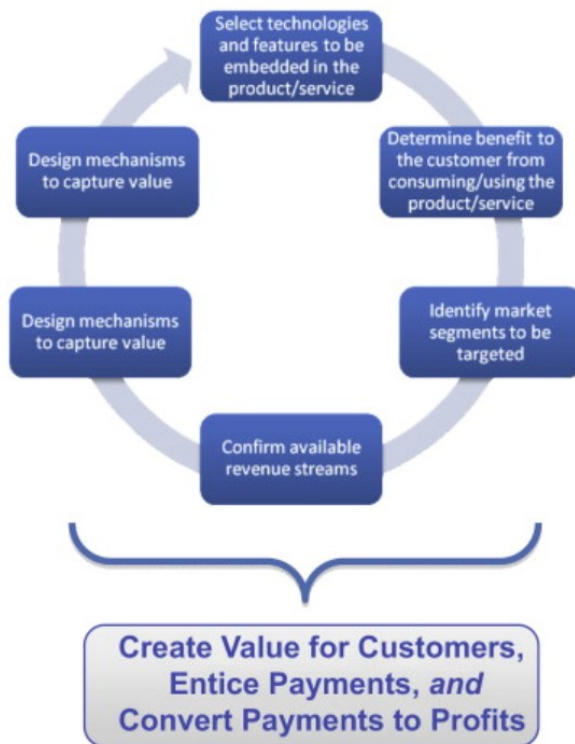 Select technologies
and features to be
embedded in the
product/service
Determine benefit to
the customer from
consuming/using the
product/service
Identify market
segments to be
targeted
Confirm available
revenue streams
Design mechanisms
to capture value
Design mechanisms
to capture value
Create Value for Customers,
Entice Payments, and
Convert Payments to Profits